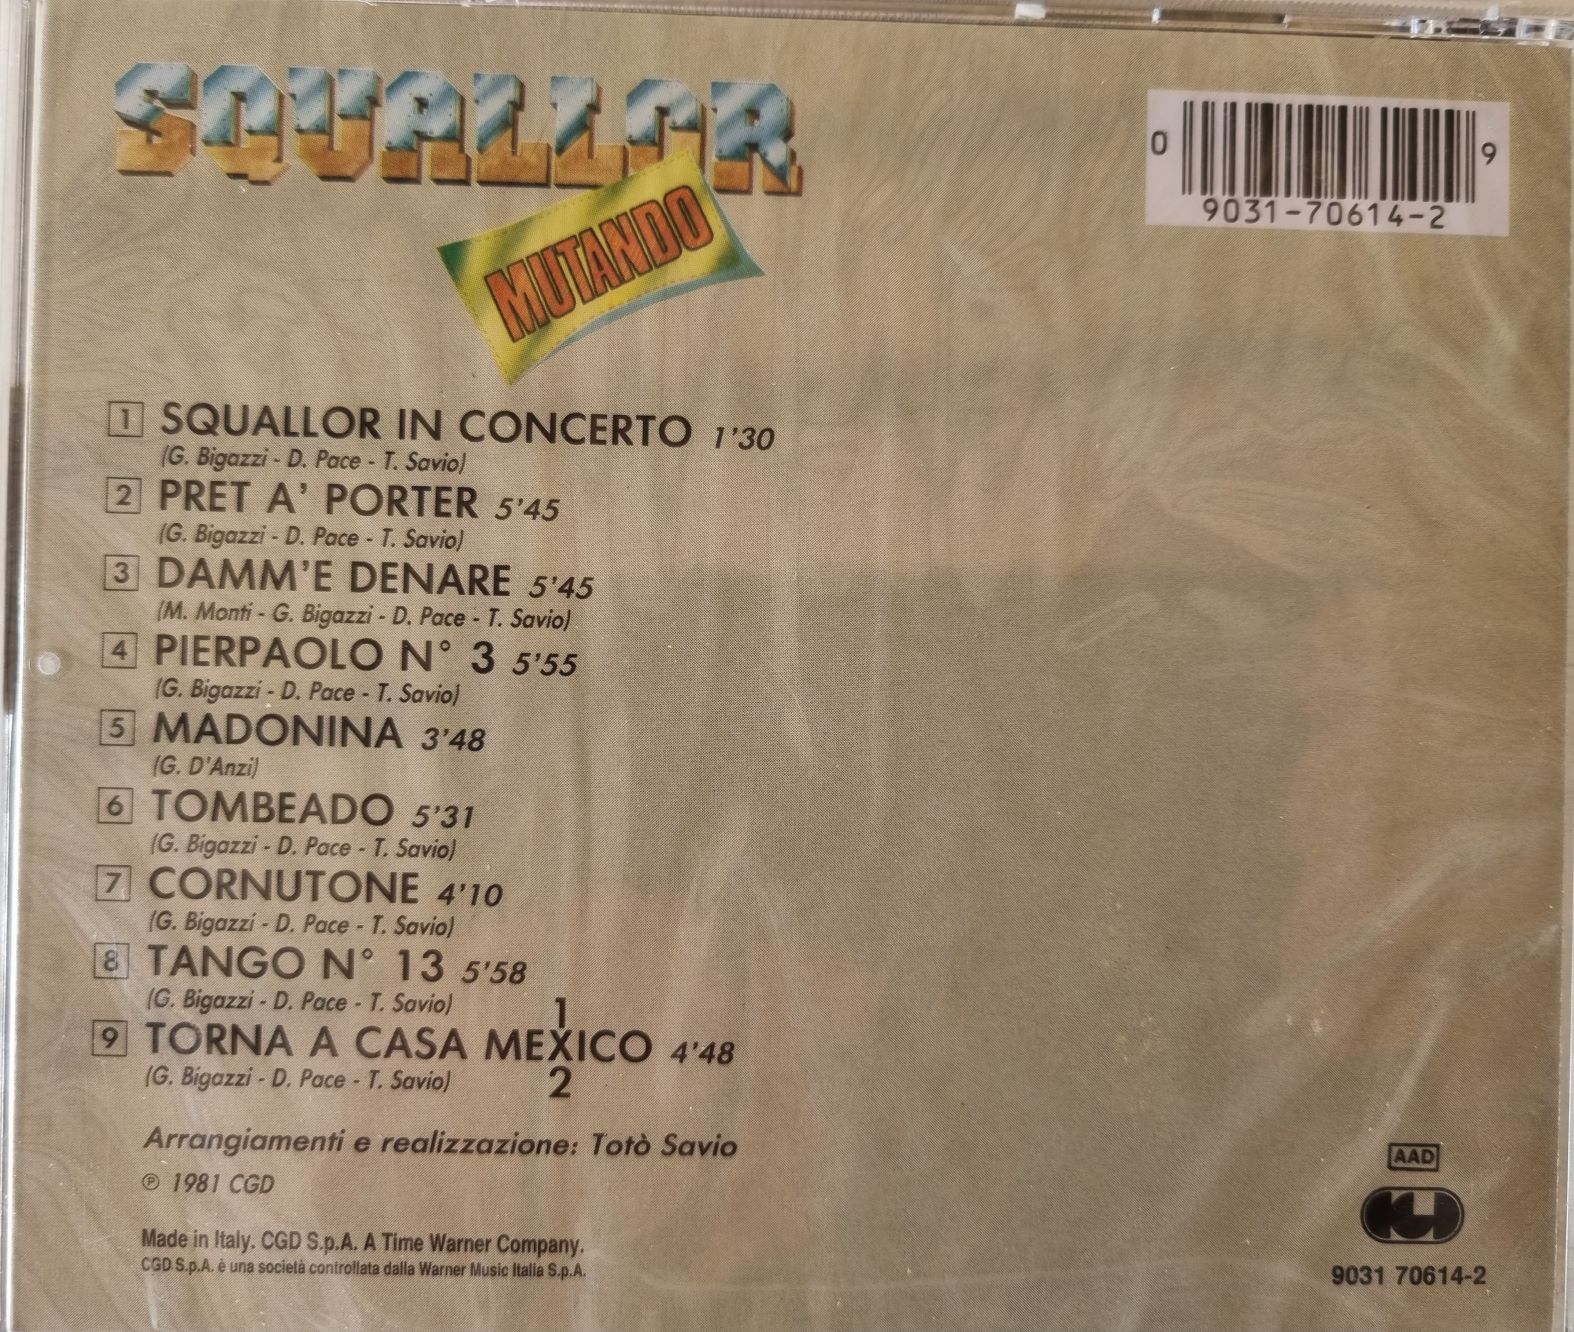 SQUALLOR
MUTANDO
0 9
9031-70614-2
1 SQUALLOR IN CONCERTO 1'30
(G. Bigazzi - D. Pace - T. Savio)
2 PRET A' PORTER 5'45
(G. Bigazzi - D. Pace - T. Savio)
3 DAMM'E DENARE 5'45
(M. Monti - G. Bigazzi - D. Pace - T. Savio)
4 PIERPAOLO N° 3 5'55
(G. Bigazzi - D. Pace - T. Savio)
5 MADONINA 3'48
(G. D'Anzi)
6 TOMBEADO 5'31
(G. Bigazzi - D. Pace - T. Savio)
7 CORNUTONE 4'10
(G. Bigazzi - D. Pace - T. Savio)
8 TANGO N° 13 5'58
(G. Bigazzi - D. Pace - T. Savio)
1
9 TORNA A CASA MEXICO 4'48
(G. Bigazzi - D. Pace - T. Savio) 2
Arrangiamenti e realizzazione: Totò Savio
℗ 1981 CGD
Made in Italy. CGD S.p.A. A Time Warner Company.
CGD S.p.A. è una società controllata dalla Warner Music Italia S.p.A.
AAD
9031 70614-2